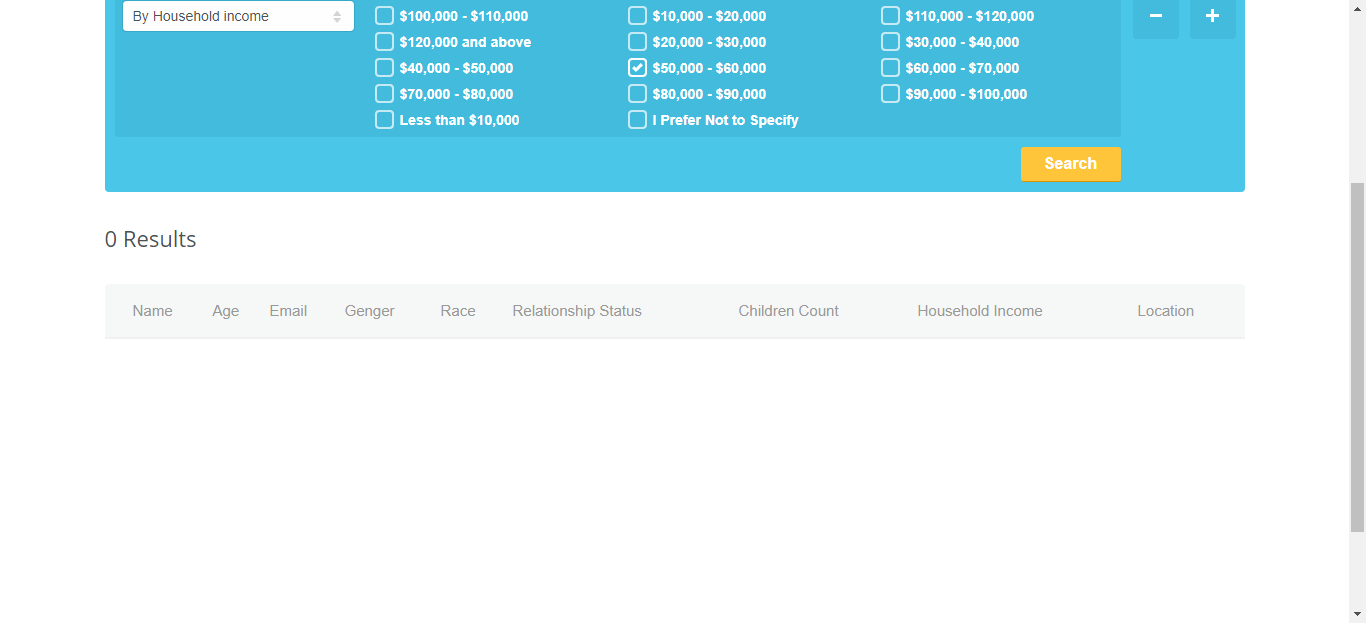 By Household income
$100,000 - $110,000 $10,000 - $20,000 $110,000 - $120,000
$120,000 and above $20,000 - $30,000 $30,000 - $40,000
$40,000 - $50,000 $50,000 - $60,000 $60,000 - $70,000
$70,000 - $80,000 $80,000 - $90,000 $90,000 - $100,000
Less than $10,000 I Prefer Not to Specify
Search
0 Results
Name Age Email Genger Race Relationship Status Children Count Household Income Location